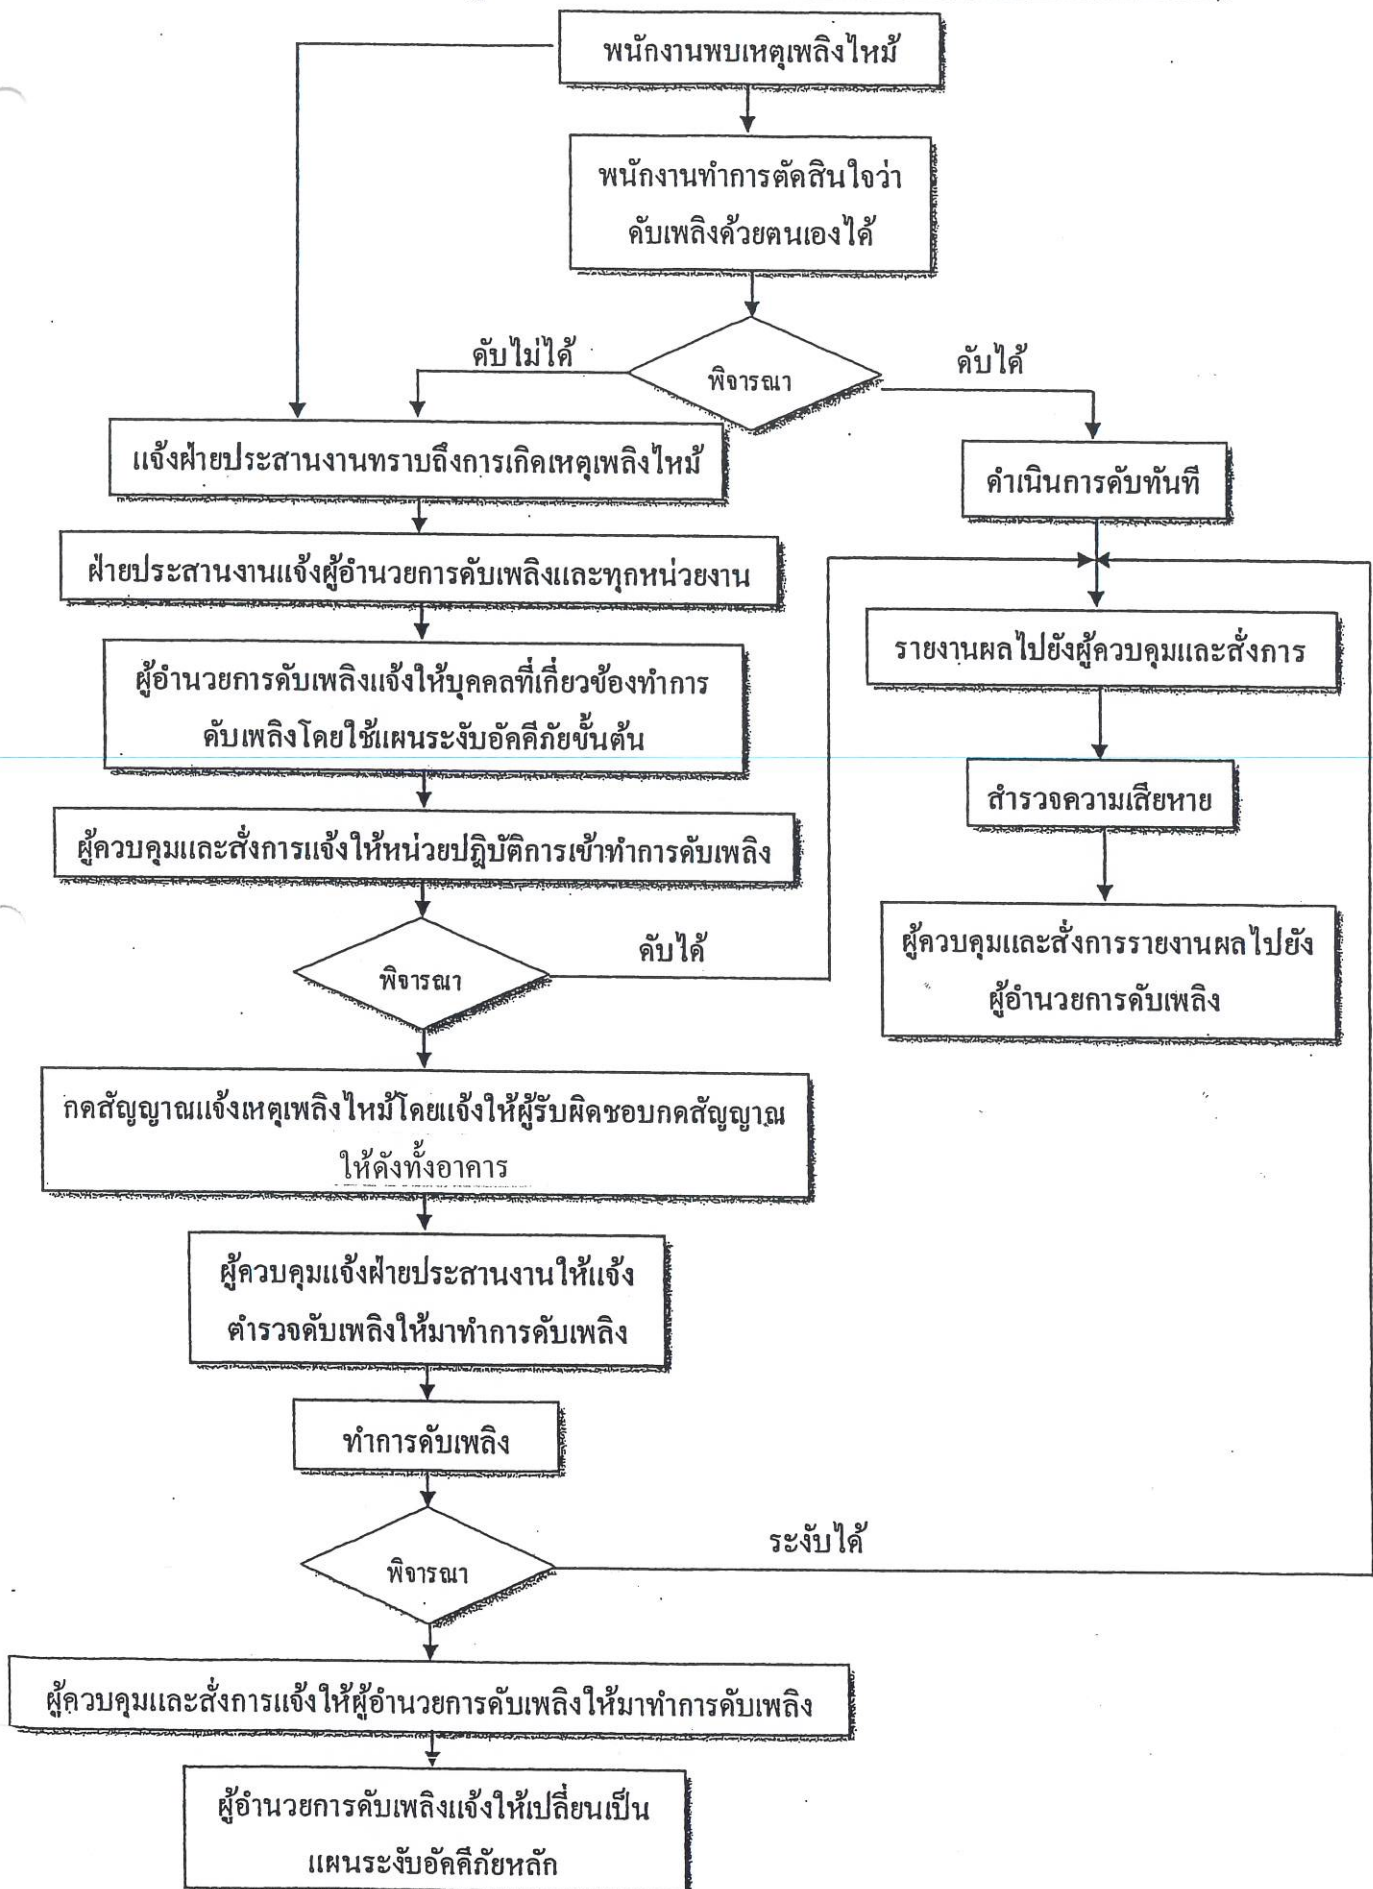 พนักงานพบเหตุเพลิงไหม้
พนักงานทำการตัดสินใจว่า
ดับเพลิงด้วยตนเองได้
ดับไม่ได้
พิจารณา
ดับได้
แจ้งฝ่ายประสานงานทราบถึงการเกิดเหตุเพลิงไหม้
ดำเนินการดับทันที
ฝ่ายประสานงานแจ้งผู้อำนวยการดับเพลิงและทุกหน่วยงาน
รายงานผลไปยังผู้ควบคุมและสั่งการ
ผู้อำนวยการดับเพลิงแจ้งให้บุคคลที่เกี่ยวข้องทำการ
ดับเพลิงโดยใช้แผนระงับอัคคีภัยขั้นต้น
สำรวจความเสียหาย
ผู้ควบคุมและสั่งการแจ้งให้หน่วยปฎิบัติการเข้าทำการดับเพลิง
ผู้ควบคุมและสั่งการรายงานผลไปยัง
ผู้อำนวยการดับเพลิง
พิจารณา
ดับได้
กดสัญญาณแจ้งเหตุเพลิงไหม้โดยแจ้งให้ผู้รับผิดชอบกดสัญญาณ
ให้ดังทั้งอาคาร
ผู้ควบคุมแจ้งฝ่ายประสานงานให้แจ้ง
ตำรวจดับเพลิงให้มาทำการดับเพลิง
ทำการดับเพลิง
พิจารณา
ระงับได้
ผู้ควบคุมและสั่งการแจ้งให้ผู้อำนวยการดับเพลิงให้มาทำการดับเพลิง
ผู้อำนวยการดับเพลิงแจ้งให้เปลี่ยนเป็น
แผนระงับอัคคีภัยหลัก